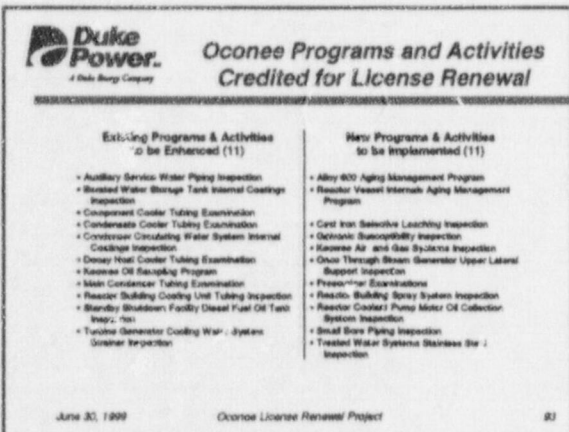 Duke
Power.
A Duke Energy Company
Oconee Programs and Activities
Credited for License Renewal
Existing Programs & Activities
to be Enhanced (11)
• Auxiliary Service Water Piping Inspection
• Borated Water Storage Tank Internal Coatings
Inspection
• Component Cooler Tubing Examination
• Condensate Cooler Tubing Examination
• Condenser Circulating Water System Internal
Coatings Inspection
• Decay Heat Cooler Tubing Examination
• Keowee Oil Sampling Program
• Main Condenser Tubing Examination
• Reactor Building Cooling Unit Tubing Inspection
• Standby Shutdown Facility Diesel Fuel Oil Tank
Inspection
• Turbine Generator Cooling Water System
Strainer Inspection
New Programs & Activities
to be Implemented (11)
• Alloy 600 Aging Management Program
• Reactor Vessel Internals Aging Management
Program
• Cast Iron Selective Leaching Inspection
• Galvanic Susceptibility Inspection
• Keowee Air and Gas Systems Inspection
• Once Through Steam Generator Upper Lateral
Support Inspection
• Pressurizer Examinations
• Reactor Building Spray System Inspection
• Reactor Coolant Pump Motor Oil Collection
System Inspection
• Small Bore Piping Inspection
• Treated Water Systems Stainless Steel
Inspection
June 30, 1999
Oconee License Renewal Project
93